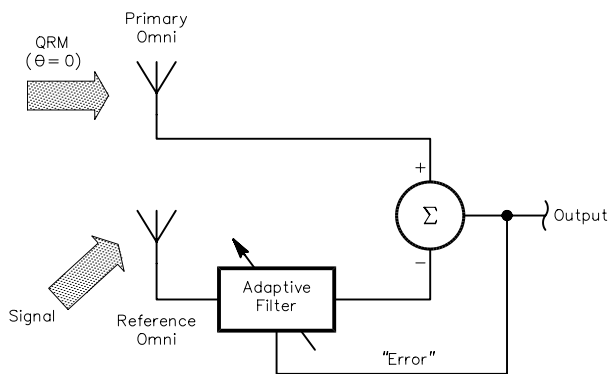 Primary
Omni
QRM
(θ=0)
+
Σ
Output
−
Adaptive
Filter
Signal
Reference
Omni
“Error”